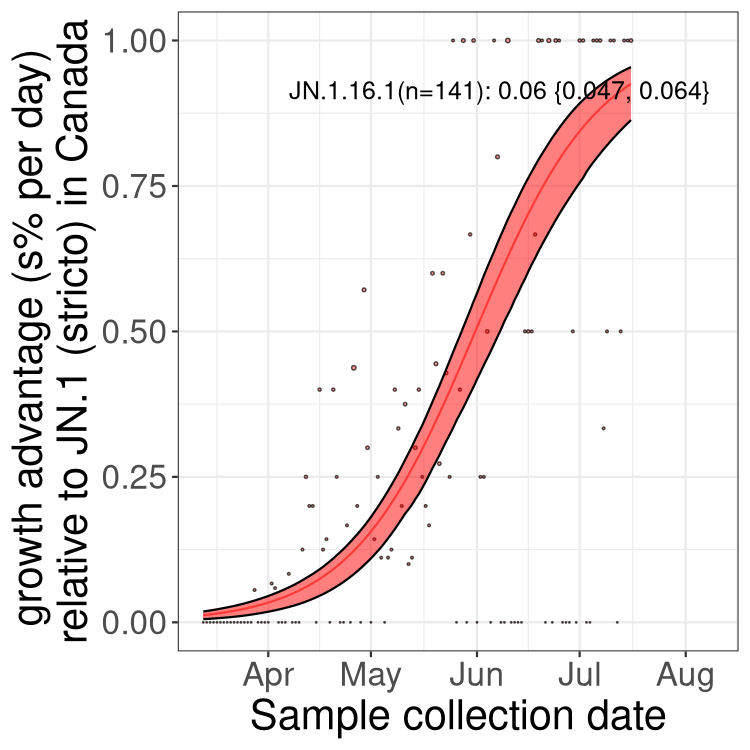 growth advantage (s% per day)
relative to JN.1 (stricto) in Canada
1.00
0.75
0.50
0.25
0.00
JN.1.16.1(n=141): 0.06 {0.047, 0.064}
Apr May Jun Jul Aug
Sample collection date